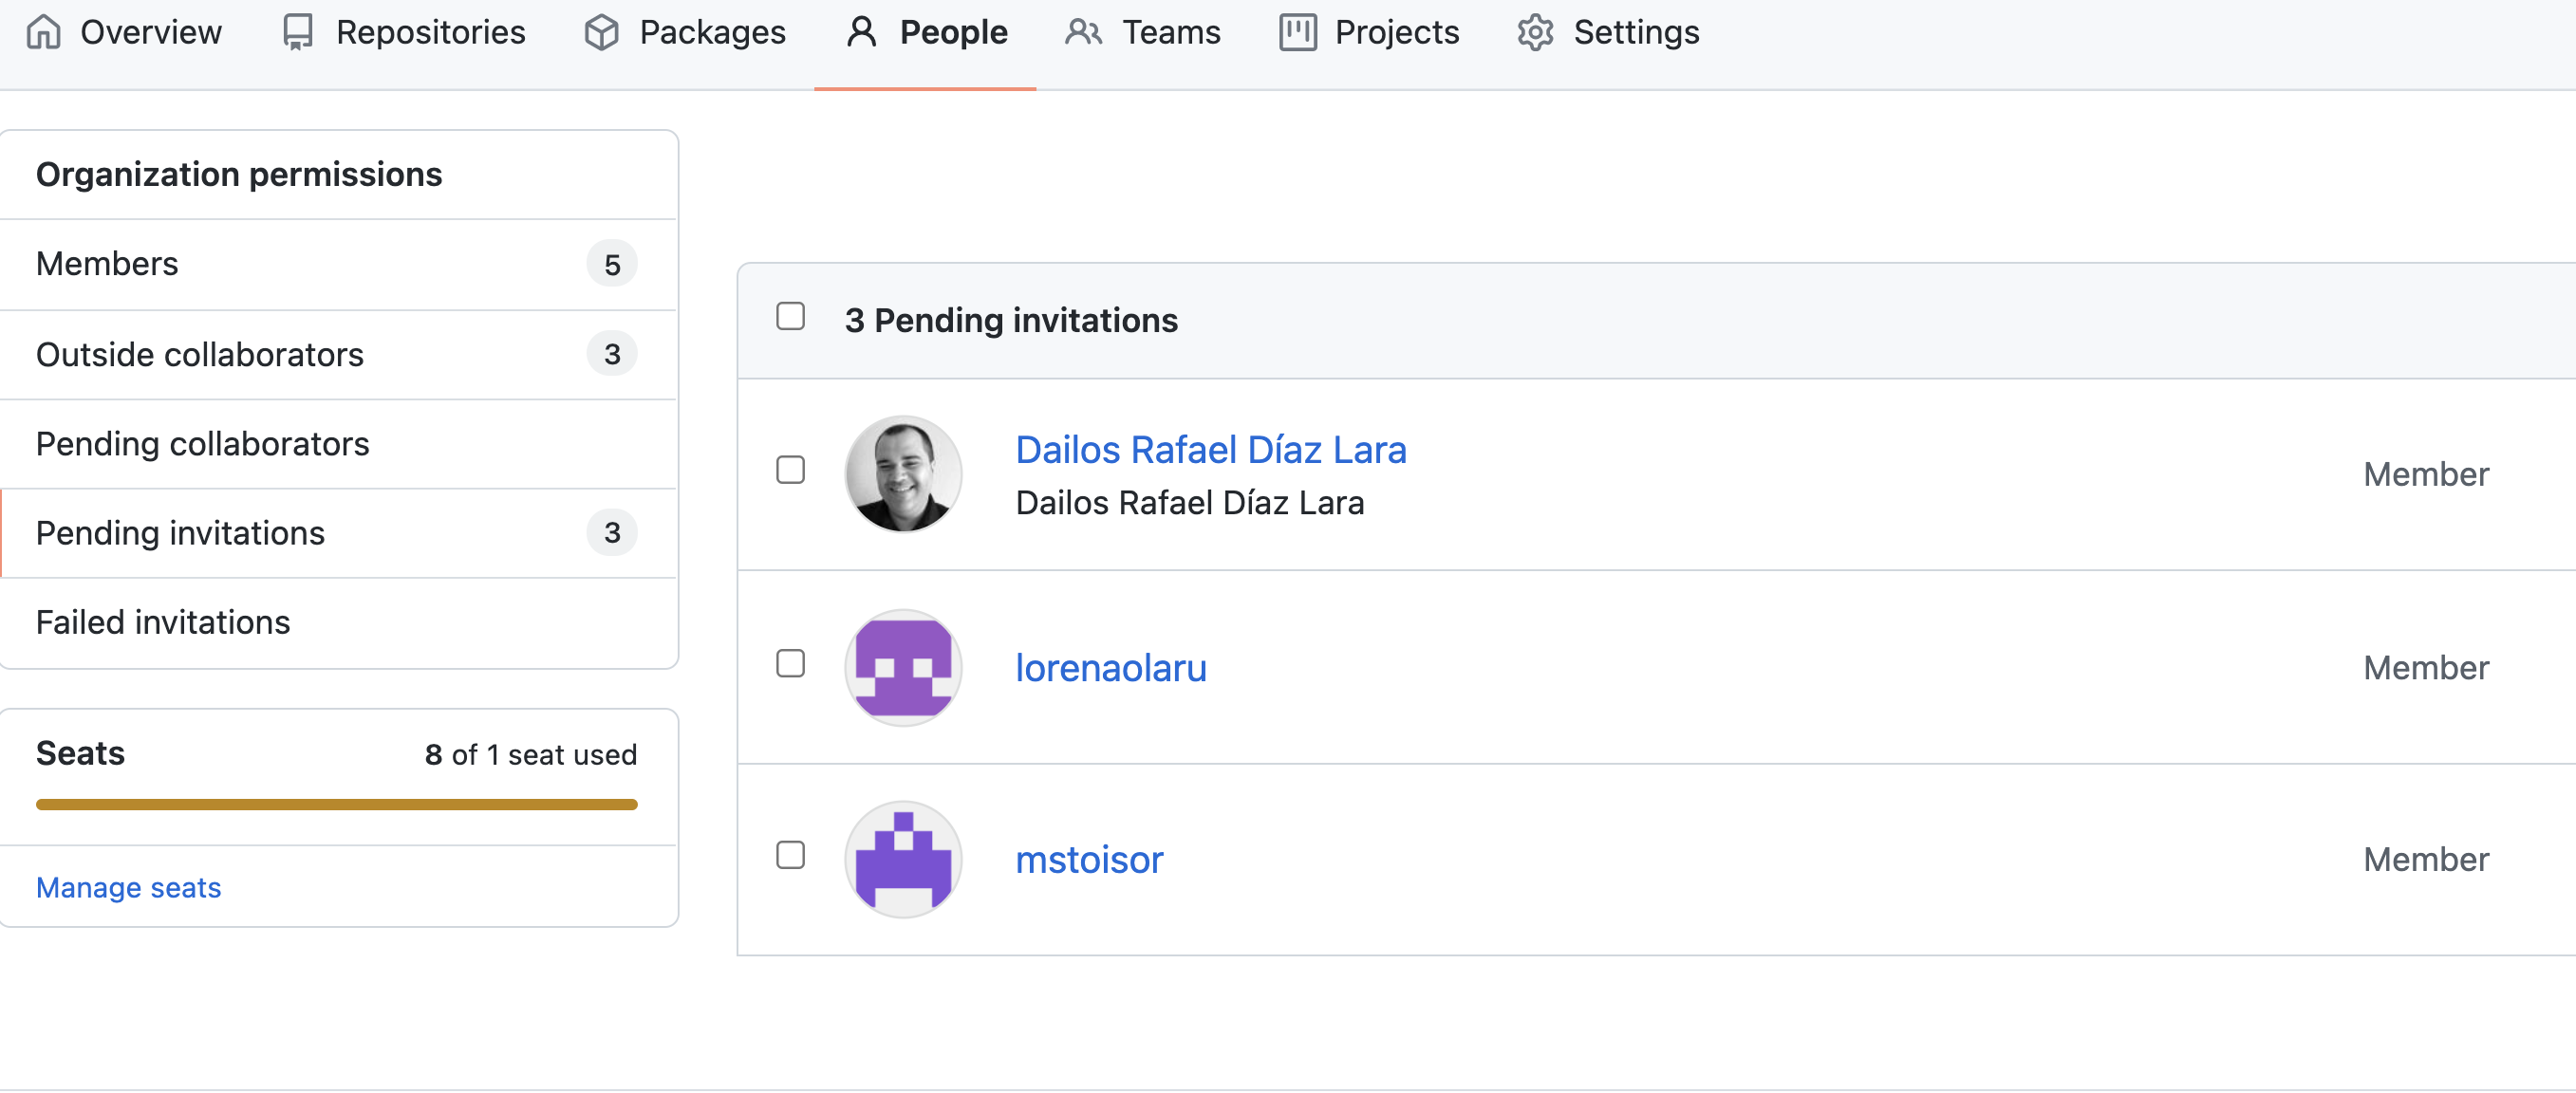 Overview Repositories Packages People Teams Projects Settings
Organization permissions
Members 5
Outside collaborators 3
Pending collaborators
Pending invitations 3
Failed invitations
Seats 8 of 1 seat used
Manage seats
3 Pending invitations
Dailos Rafael Díaz Lara
Dailos Rafael Díaz Lara
Member
lorenaolaru
Member
mstoisor
Member